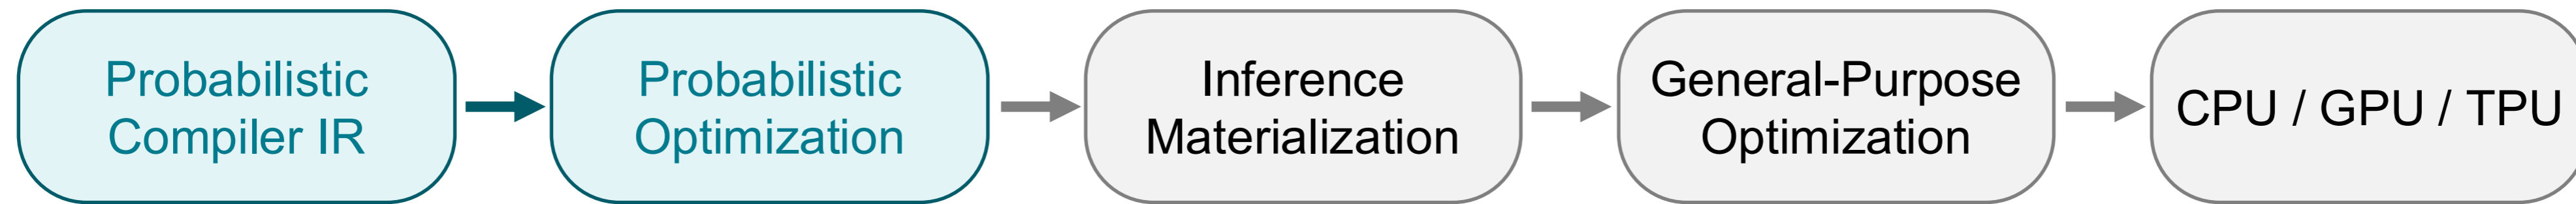 Probabilistic
Compiler IR
Probabilistic
Optimization
Inference
Materialization
General-Purpose
Optimization
CPU / GPU / TPU